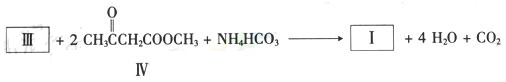 O
Ⅲ + 2 CH₃CCH₂COOCH₃ + NH₄HCO₃ ⟶ Ⅰ + 4 H₂O + CO₂
Ⅳ